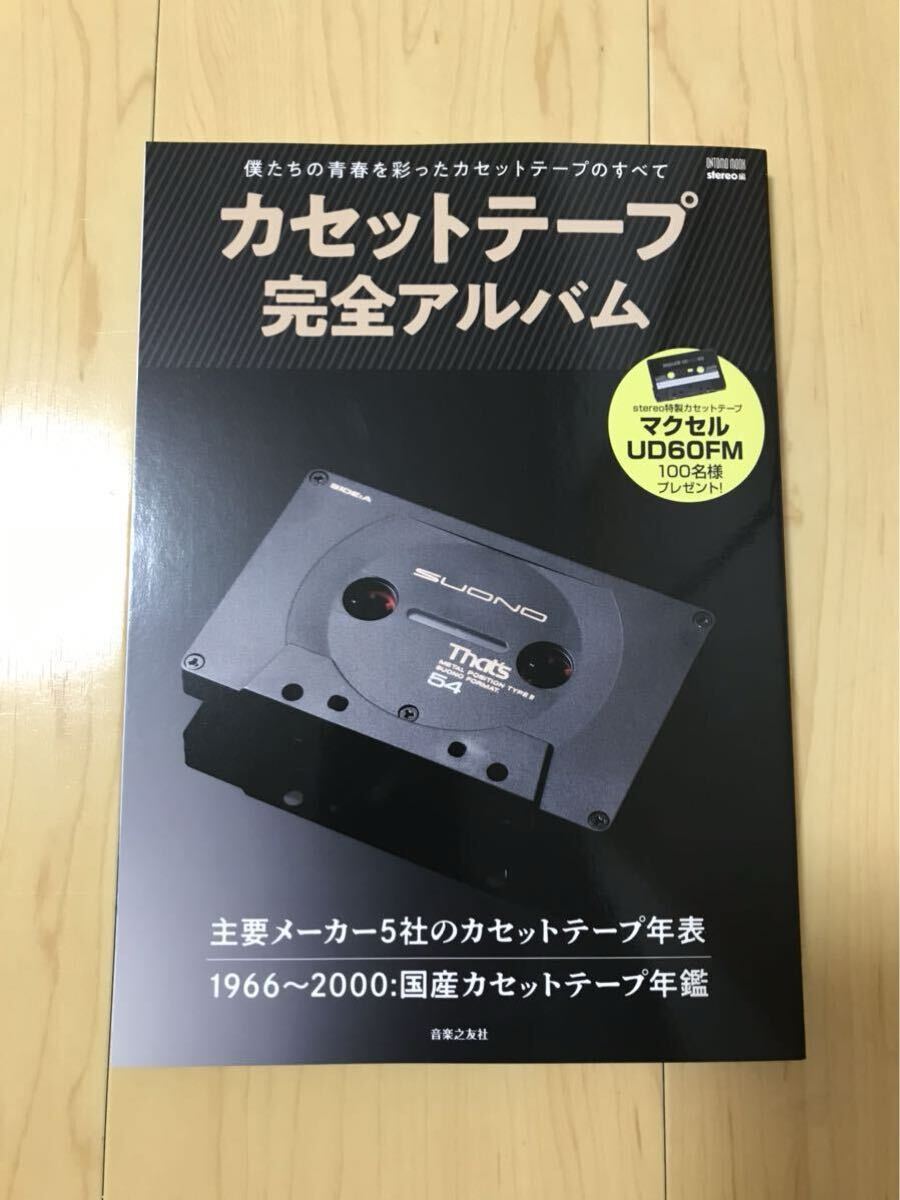 僕たちの青春を彩ったカセットテープのすべて
ONTOMO MOOK
stereo編
カセットテープ
完全アルバム
stereo特製カセットテープ
マクセル
UD60FM
100名様
プレゼント!
SIDE:A
SUONO
That's
METAL POSITION TYPEⅣ
SUONO FORMAT.
54
主要メーカー5社のカセットテープ年表
1966～2000:国産カセットテープ年鑑
音楽之友社